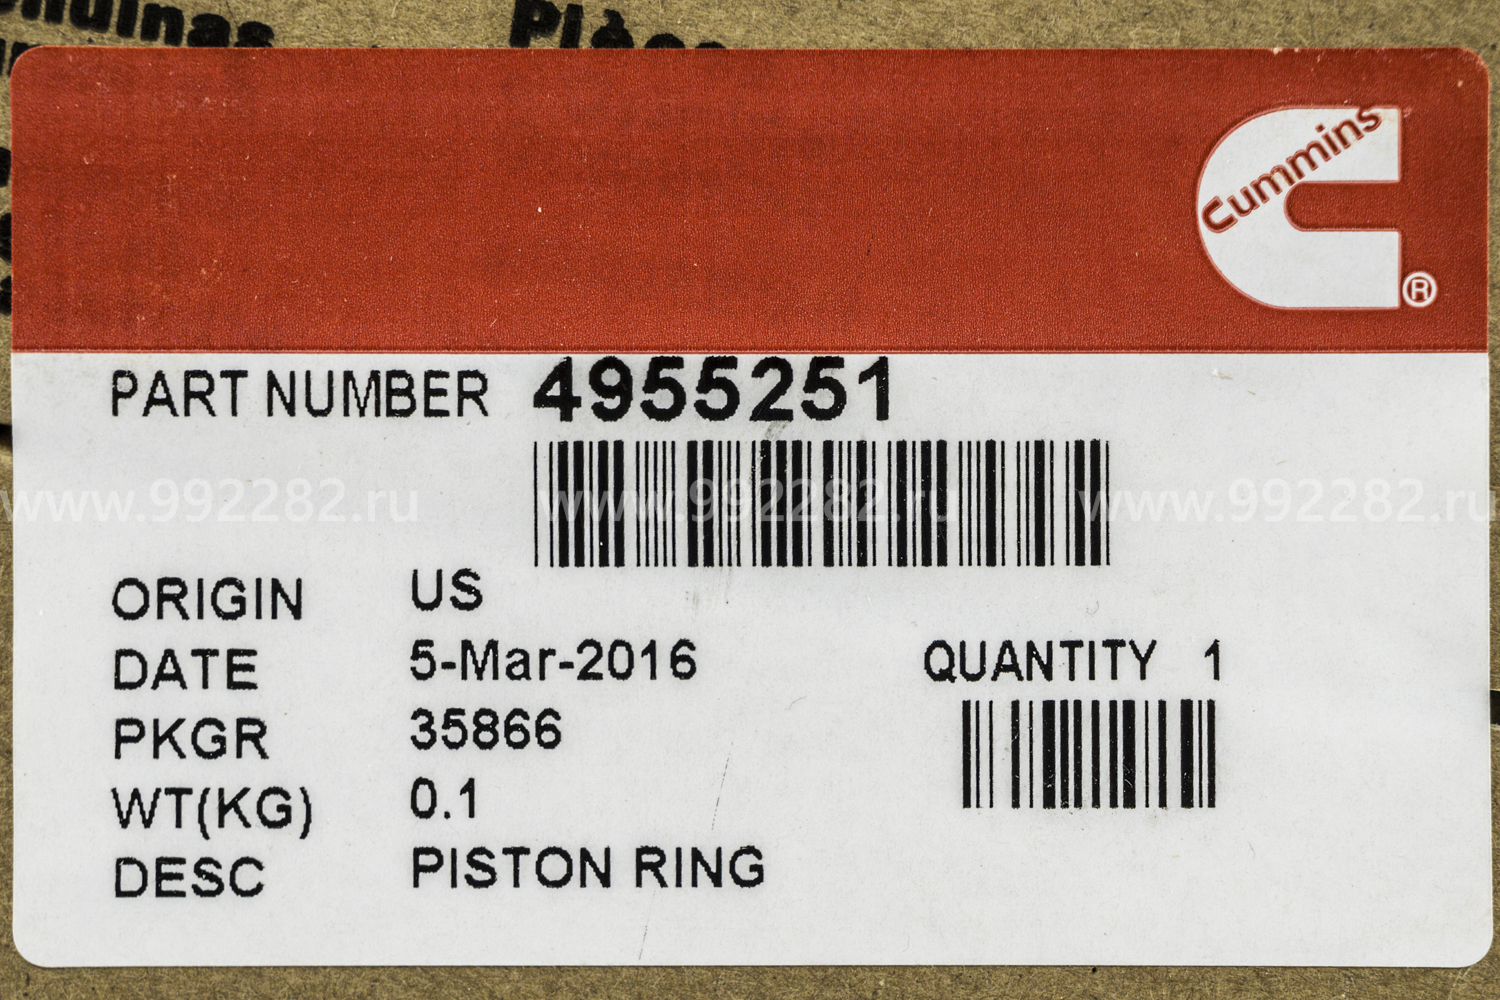 Cummins
®
PART NUMBER 4955251
www.992282.ru www.992282.ru www.992282.ru
ORIGIN US
DATE 5-Mar-2016
QUANTITY 1
PKGR 35866
WT(KG) 0.1
DESC PISTON RING